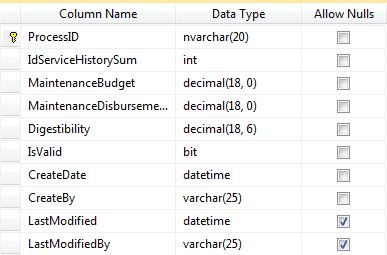 Column Name Data Type Allow Nulls
ProcessID nvarchar(20)
IdServiceHistorySum int
MaintenanceBudget decimal(18, 0)
MaintenanceDisburseme... decimal(18, 0)
Digestibility decimal(18, 6)
IsValid bit
CreateDate datetime
CreateBy varchar(25)
LastModified datetime
LastModifiedBy varchar(25)